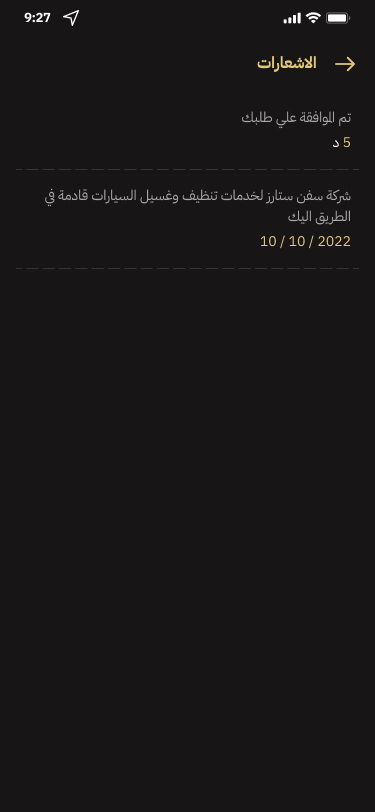 9:27
الاشعارات
تم الموافقة علي طلبك
5 د
شركة سفن ستارز لخدمات تنظيف وغسيل السيارات قادمة في
الطريق اليك
10 / 10 / 2022